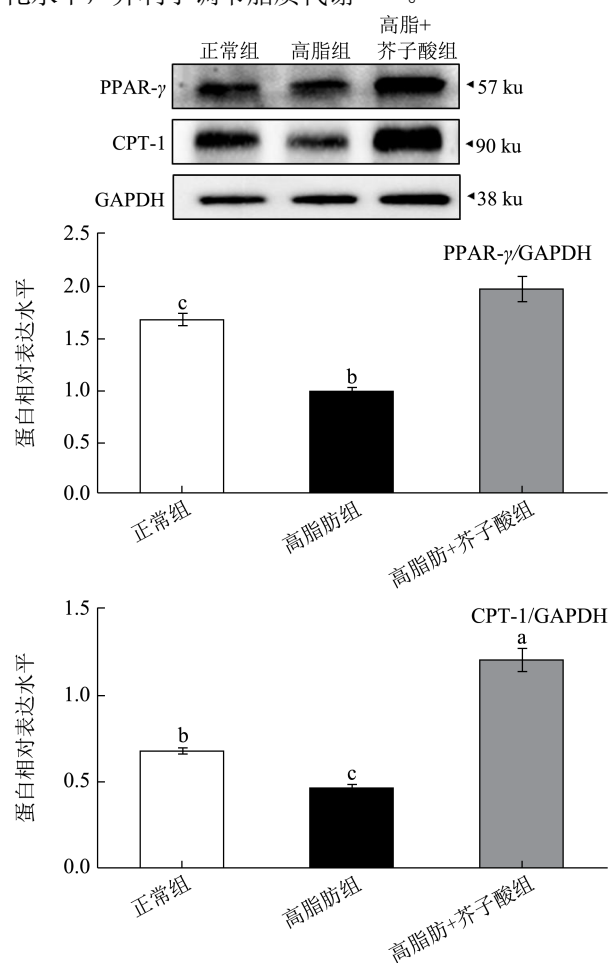 正常组 高脂组 高脂+
芥子酸组
PPAR-γ 57 ku
CPT-1 90 ku
GAPDH 38 ku
2.5
2.0
1.5
1.0
0.5
0.0
蛋白相对表达水平
PPAR-γ/GAPDH
c
b
正常组
高脂肪组
高脂肪+芥子酸组
1.5
1.0
0.5
0.0
蛋白相对表达水平
CPT-1/GAPDH
b
c
a
正常组
高脂肪组
高脂肪+芥子酸组